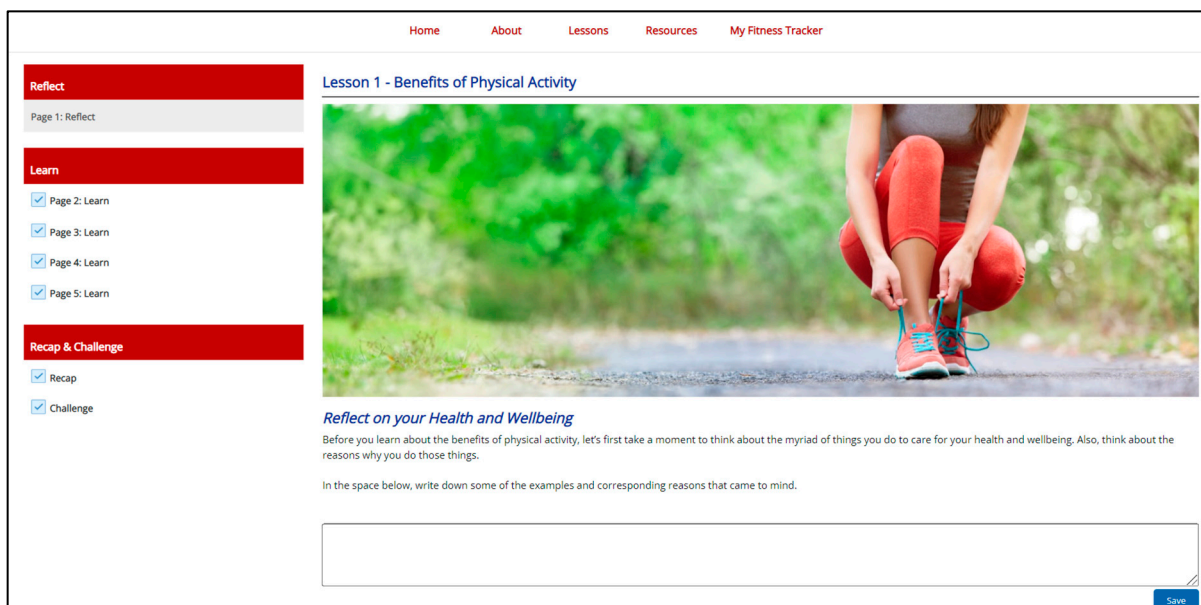 Home About Lessons Resources My Fitness Tracker
Reflect
Page 1: Reflect
Learn
Page 2: Learn
Page 3: Learn
Page 4: Learn
Page 5: Learn
Recap & Challenge
Recap
Challenge
Lesson 1 - Benefits of Physical Activity
Reflect on your Health and Wellbeing
Before you learn about the benefits of physical activity, let's first take a moment to think about the myriad of things you do to care for your health and wellbeing. Also, think about the
reasons why you do those things.
In the space below, write down some of the examples and corresponding reasons that came to mind.
Save